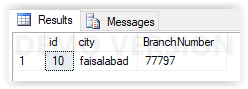 Results Messages
id city BranchNumber
1 10 faisalabad 77797